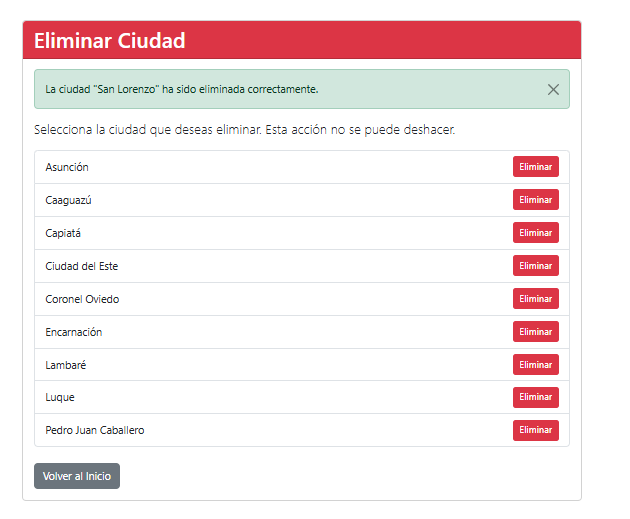 Eliminar Ciudad
La ciudad "San Lorenzo" ha sido eliminada correctamente.
Selecciona la ciudad que deseas eliminar. Esta acción no se puede deshacer.
Asunción Eliminar
Caaguazú Eliminar
Capiatá Eliminar
Ciudad del Este Eliminar
Coronel Oviedo Eliminar
Encarnación Eliminar
Lambaré Eliminar
Luque Eliminar
Pedro Juan Caballero Eliminar
Volver al Inicio